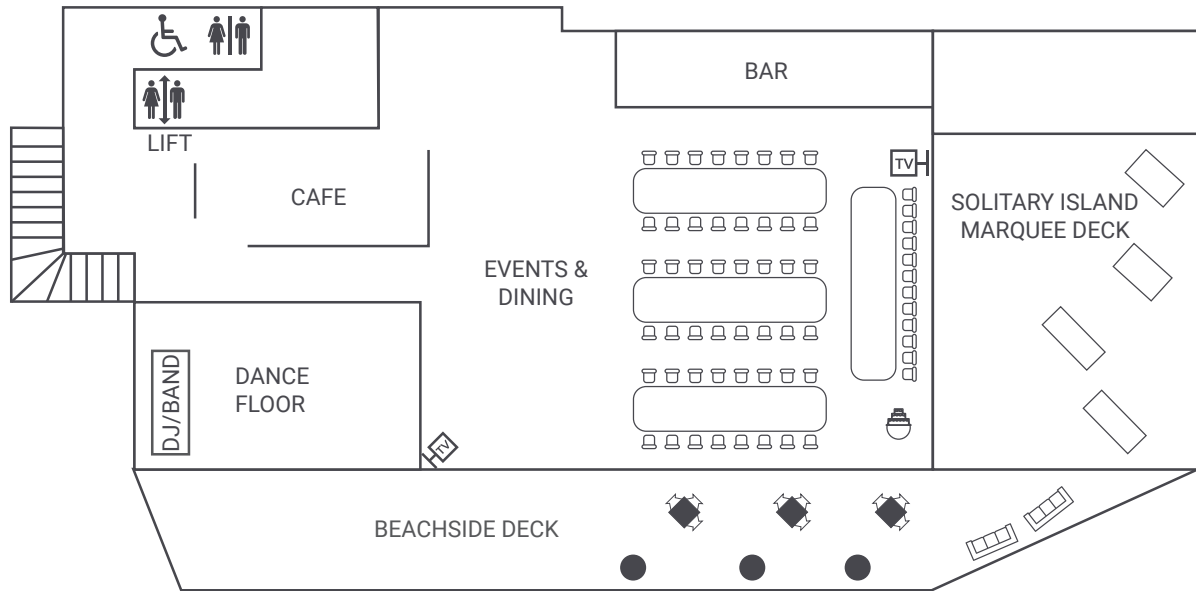 BAR
LIFT
TV
CAFE
SOLITARY ISLAND
MARQUEE DECK
EVENTS &
DINING
DJ/BAND
DANCE
FLOOR
TV
BEACHSIDE DECK